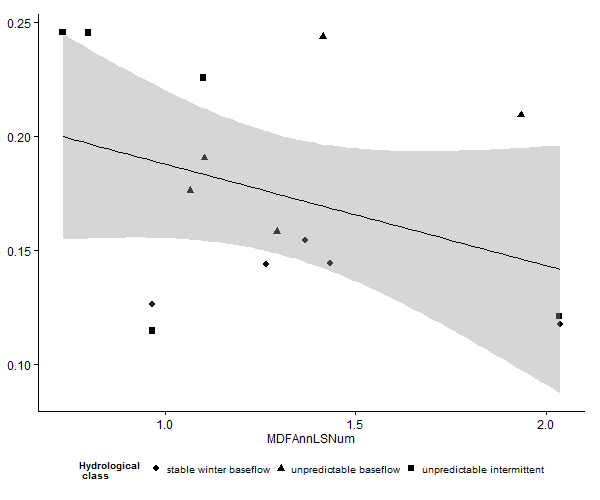 0.25
0.20
0.15
0.10
1.0 1.5 2.0
MDFAnnLSNum
Hydrological class stable winter baseflow unpredictable baseflow unpredictable intermittent